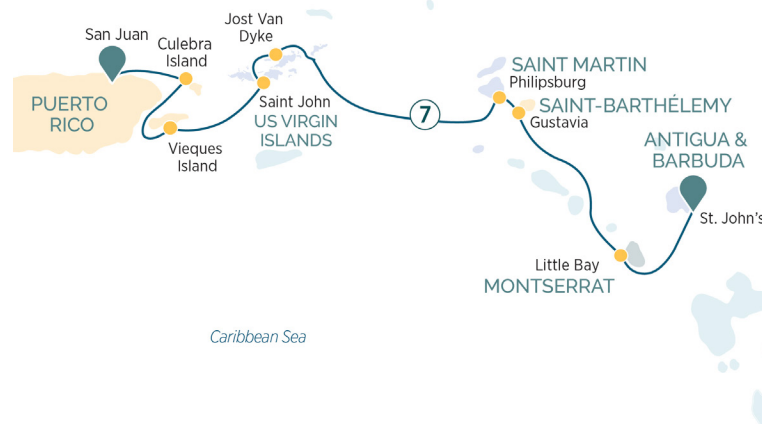 San Juan
Culebra
Island
Jost Van
Dyke
PUERTO
RICO
Vieques
Island
Saint John
US VIRGIN
ISLANDS
7
SAINT MARTIN
Philipsburg
SAINT-BARTHÉLEMY
Gustavia
ANTIGUA &
BARBUDA
St. John's
Little Bay
MONTSERRAT
Caribbean Sea